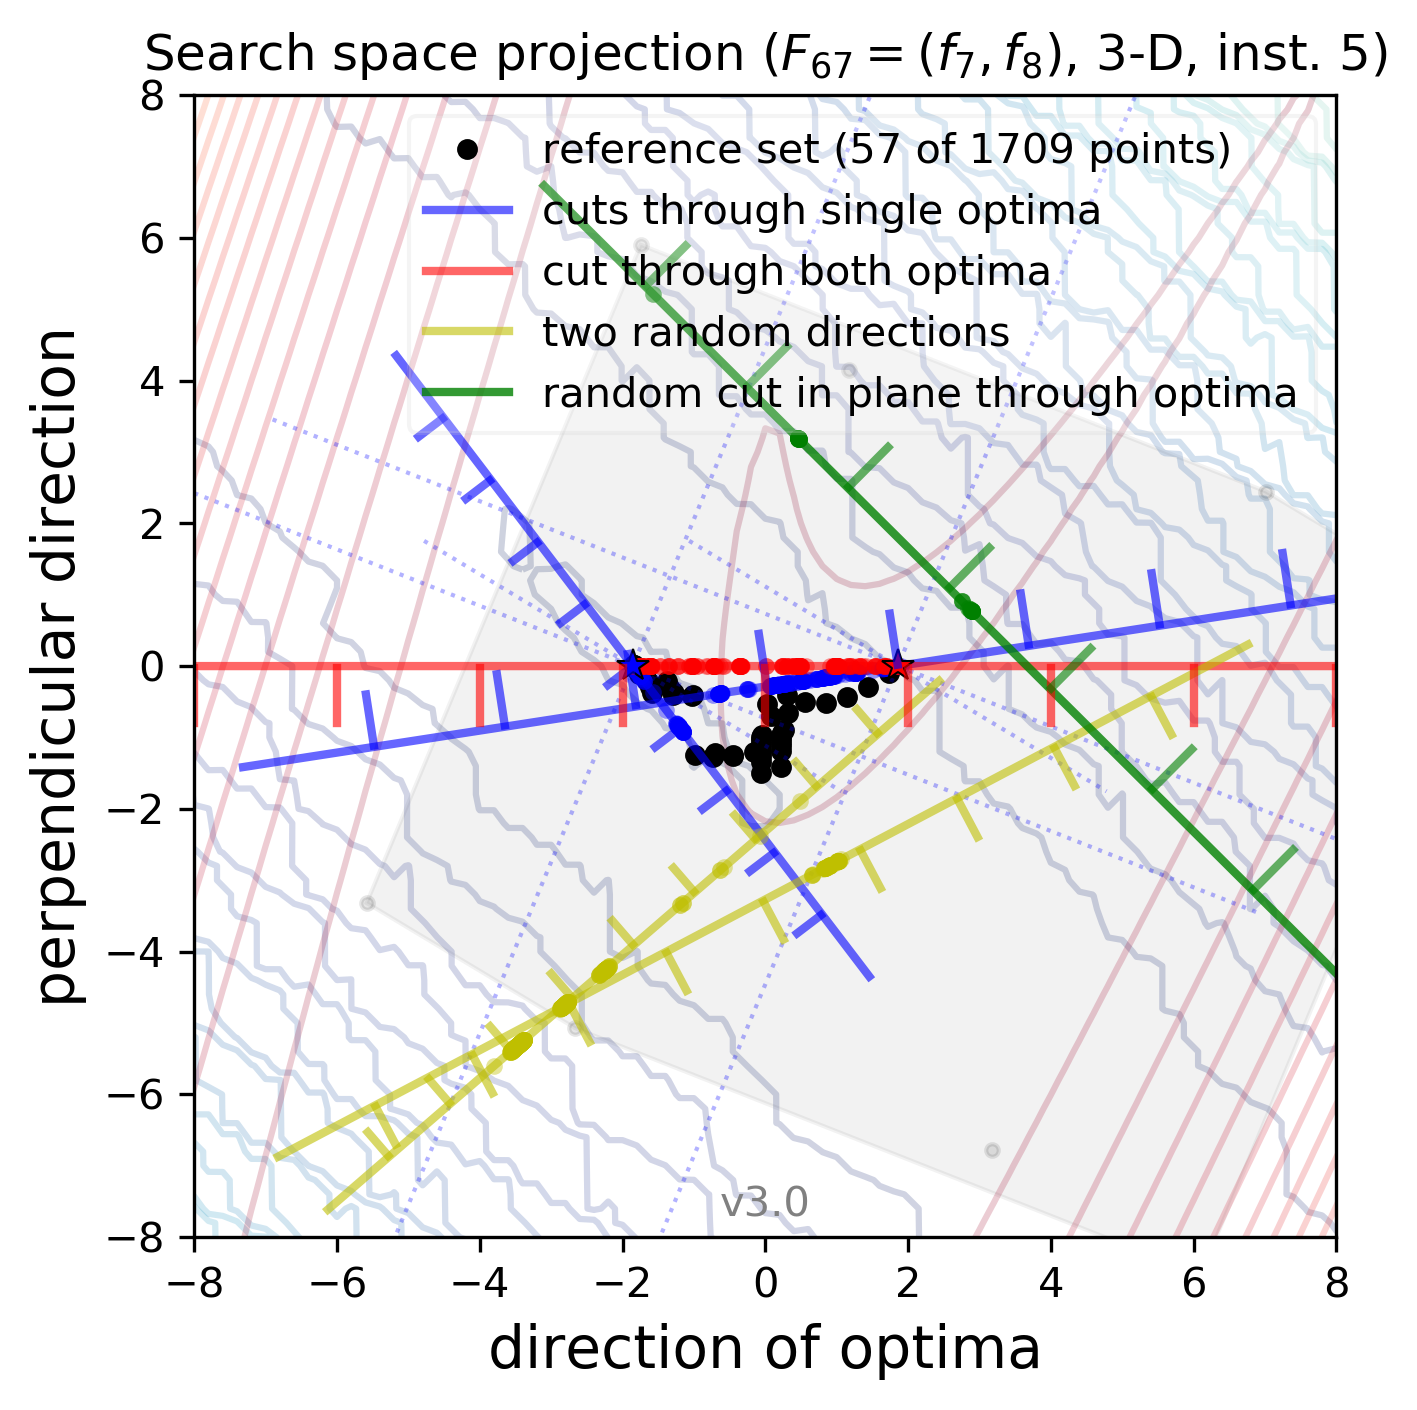 Search space projection (F67 = (f7, f8), 3-D, inst. 5)
reference set (57 of 1709 points)
cuts through single optima
cut through both optima
two random directions
random cut in plane through optima
perpendicular direction
8
6
4
2
0
−2
−4
−6
−8
v3.0
−8 −6 −4 −2 0 2 4 6 8
direction of optima